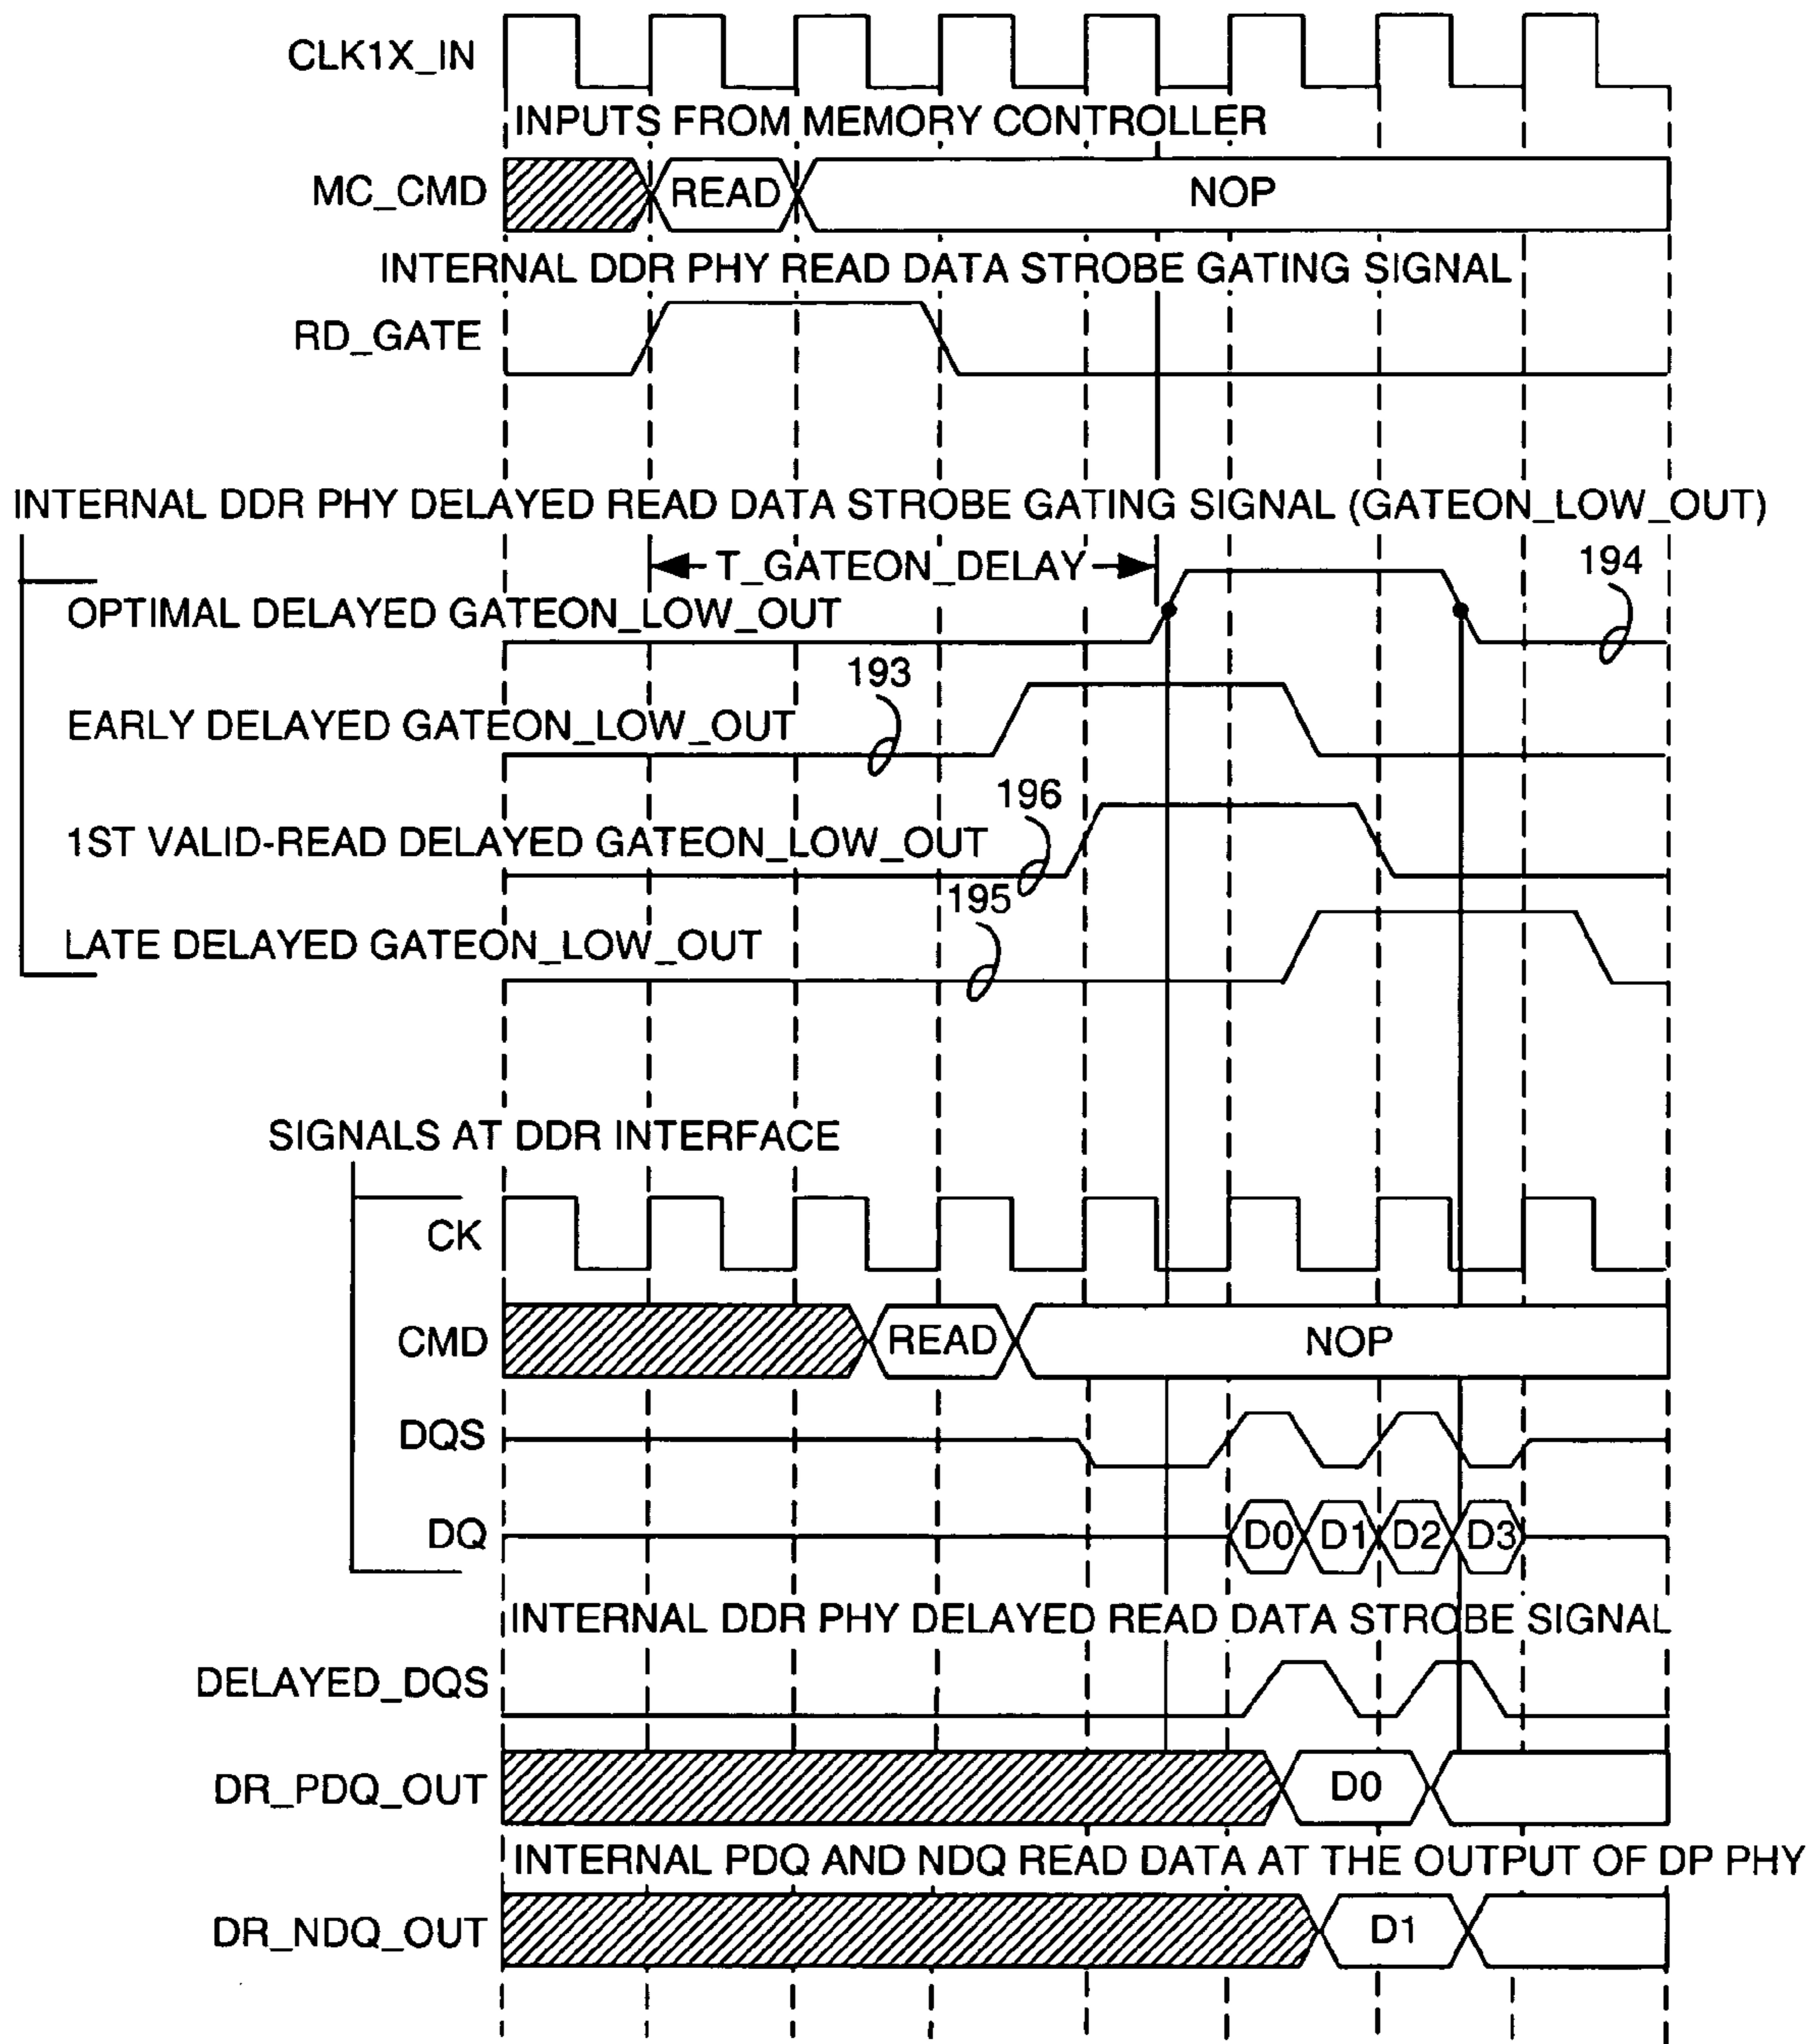 CLK1X_IN
INPUTS FROM MEMORY CONTROLLER
MC_CMD READ NOP
INTERNAL DDR PHY READ DATA STROBE GATING SIGNAL
RD_GATE
INTERNAL DDR PHY DELAYED READ DATA STROBE GATING SIGNAL (GATEON_LOW_OUT)
T_GATEON_DELAY 194
OPTIMAL DELAYED GATEON_LOW_OUT
193
EARLY DELAYED GATEON_LOW_OUT
196
1ST VALID-READ DELAYED GATEON_LOW_OUT
195
LATE DELAYED GATEON_LOW_OUT
SIGNALS AT DDR INTERFACE
CK
CMD READ NOP
DQS
DQ D0 D1 D2 D3
INTERNAL DDR PHY DELAYED READ DATA STROBE SIGNAL
DELAYED_DQS
DR_PDQ_OUT D0
INTERNAL PDQ AND NDQ READ DATA AT THE OUTPUT OF DP PHY
DR_NDQ_OUT D1